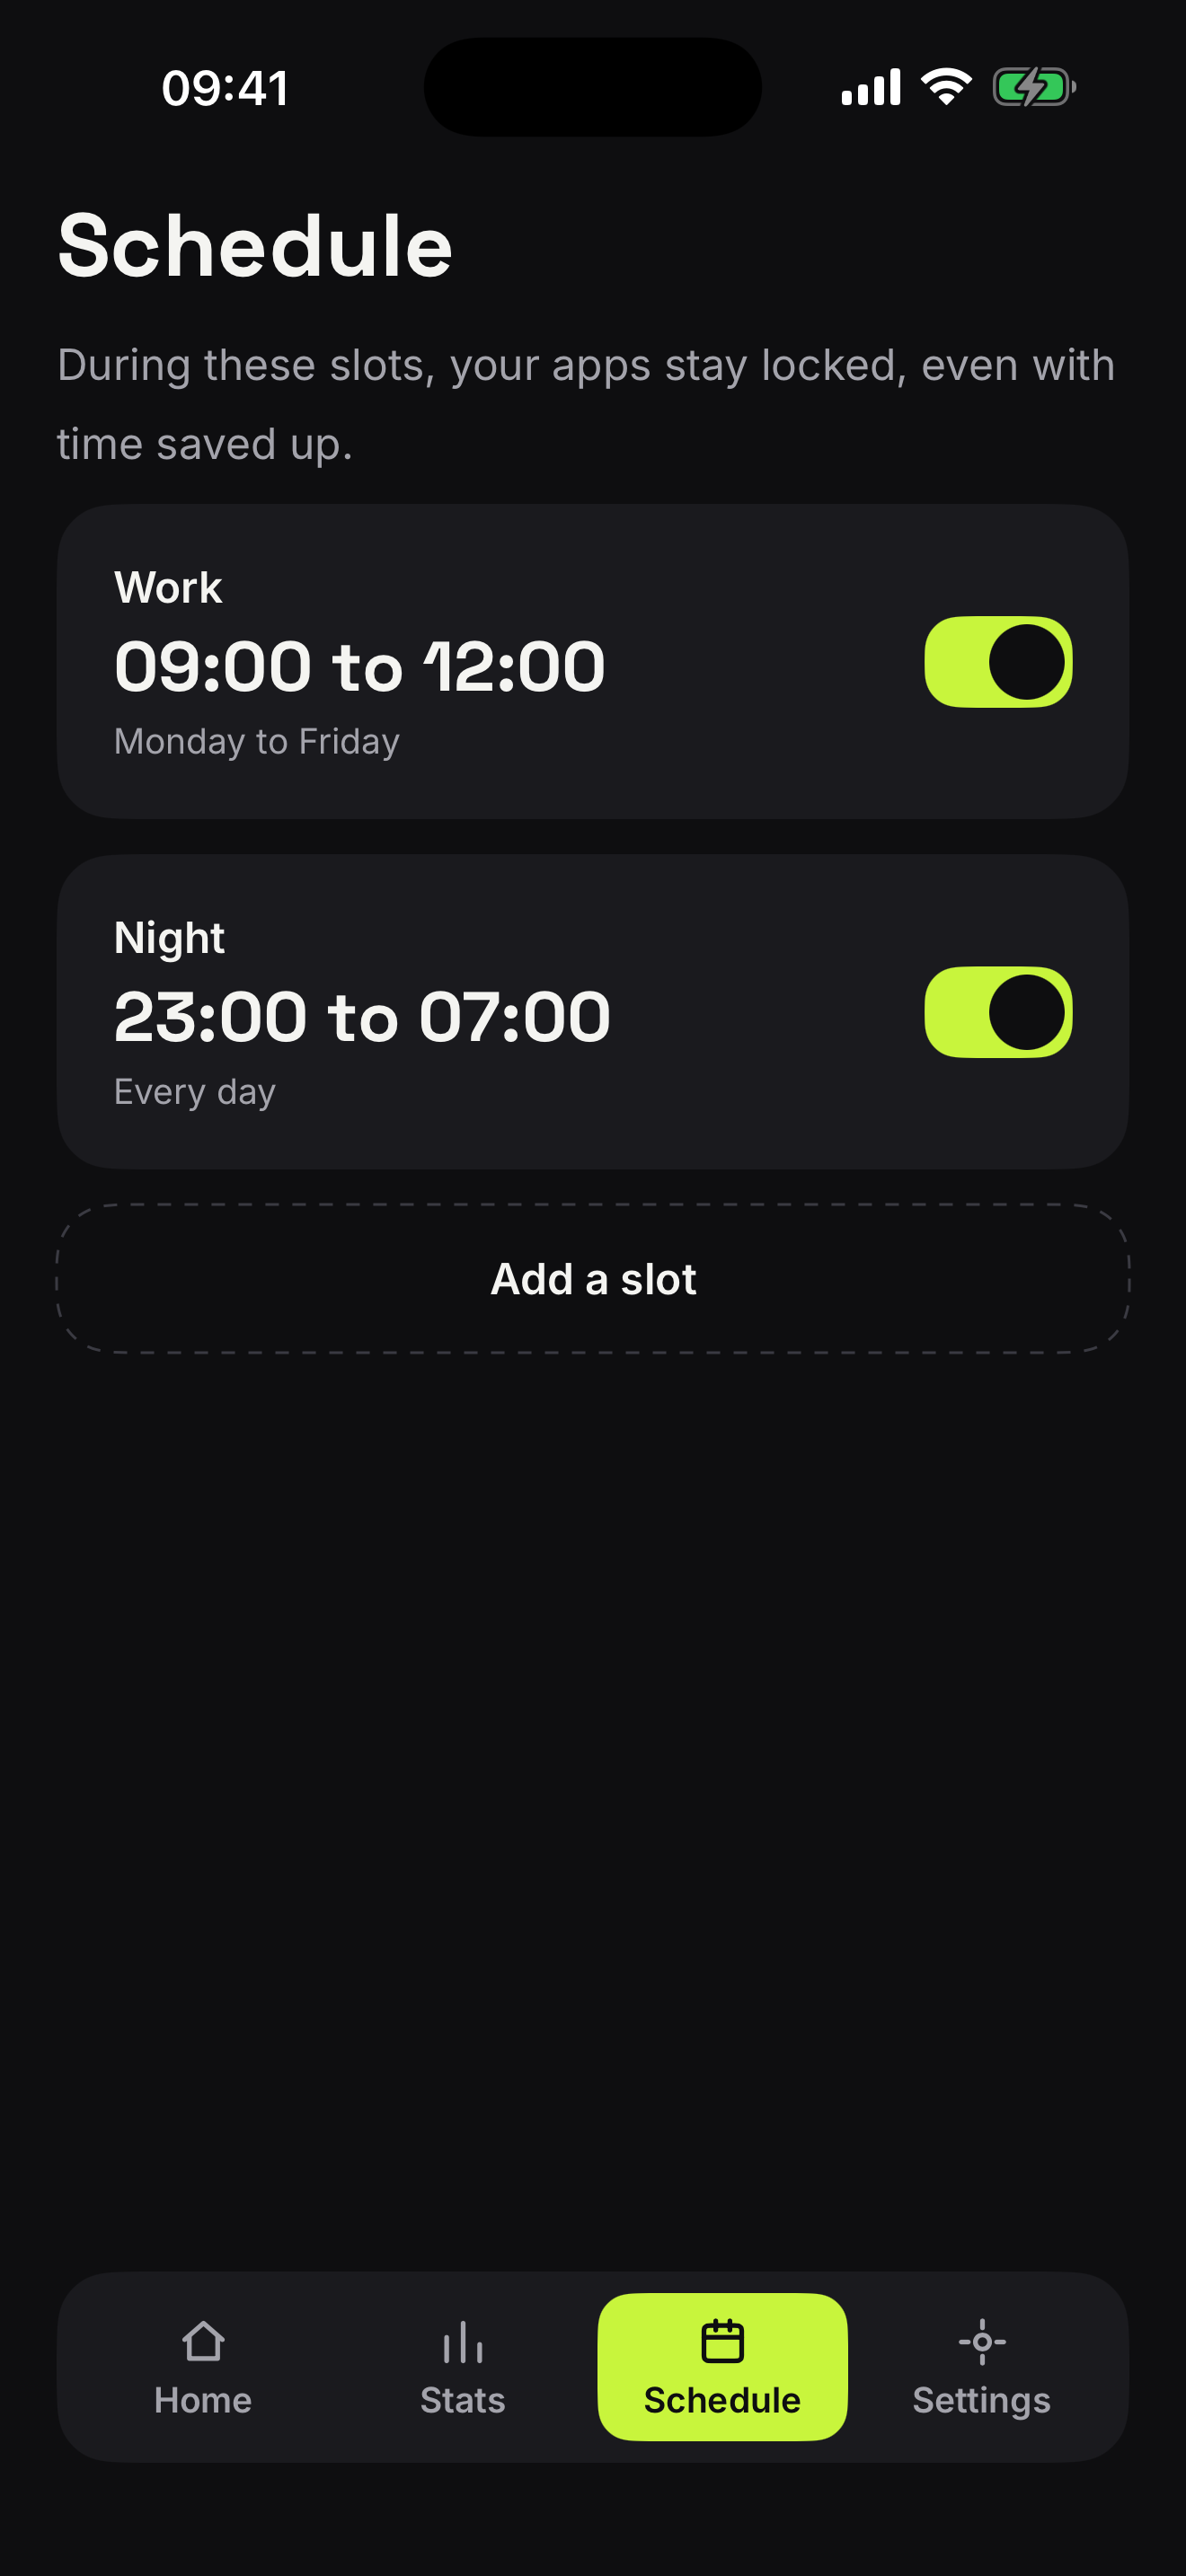 09:41
Schedule
During these slots, your apps stay locked, even with
time saved up.
Work
09:00 to 12:00
Monday to Friday
Night
23:00 to 07:00
Every day
Add a slot
Home
Stats
Schedule
Settings